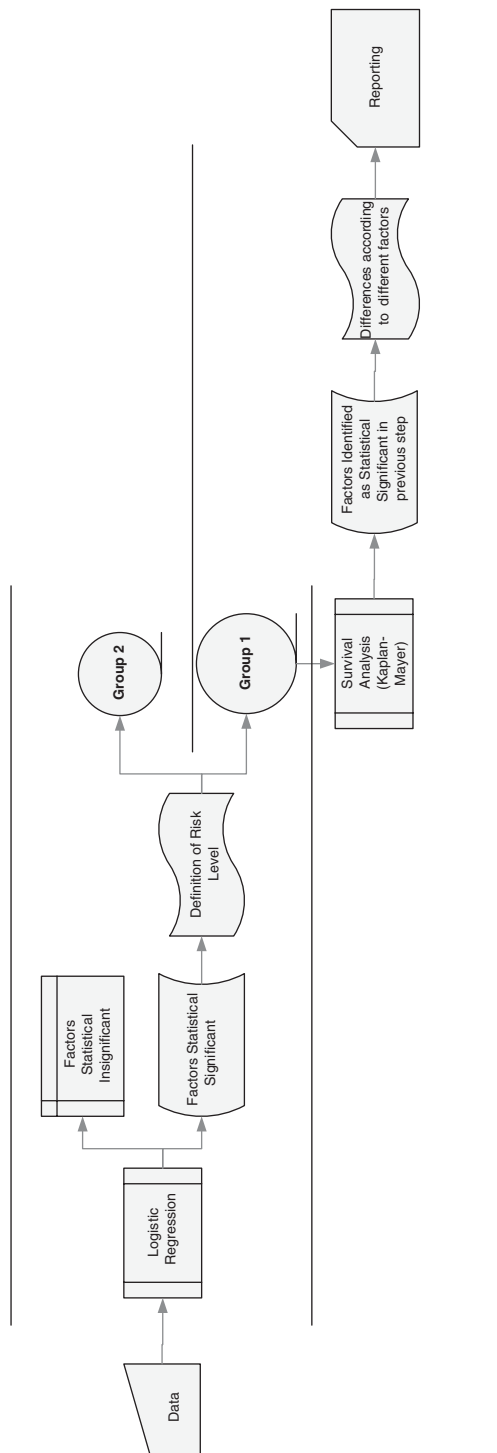 Data
Logistic
Regression
Factors
Statistical
Insignificant
Factors Statistical
Significant
Definition of Risk
Level
Group 2
Group 1
Survival
Analysis
(Kaplan-
Mayer)
Factors Identified
as Statistical
Significant in
previous step
Differences according
to different factors
Reporting